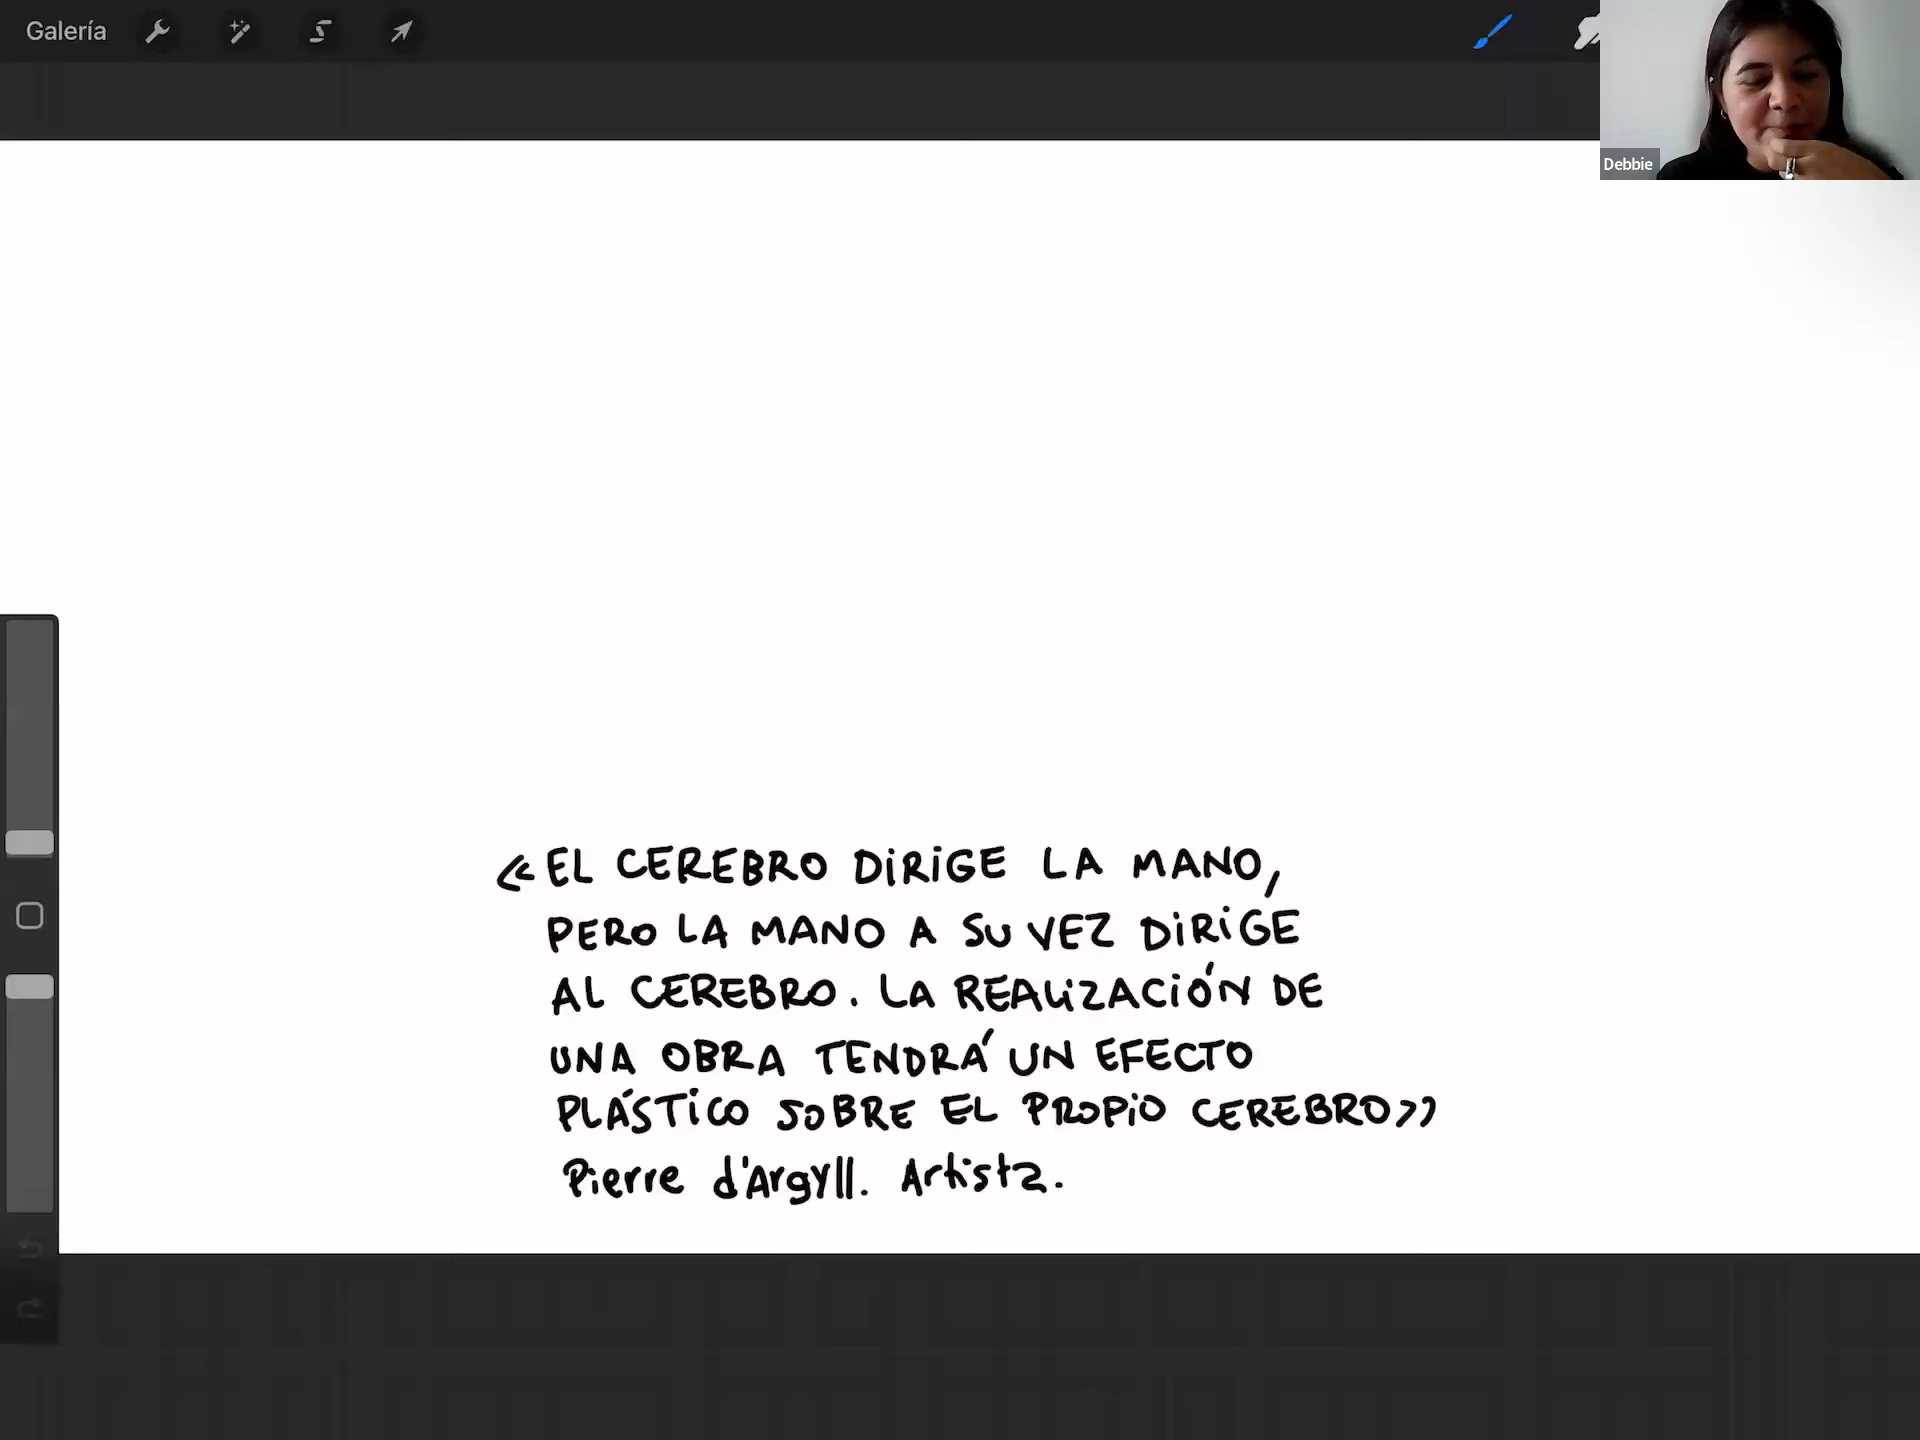 Galería
Debbie
« EL CEREBRO DIRIGE LA MANO,
PERO LA MANO A SU VEZ DIRIGE
AL CEREBRO. LA REALIZACIÓN DE
UNA OBRA TENDRÁ UN EFECTO
PLÁSTICO SOBRE EL PROPIO CEREBRO»
Pierre d'Argyll. Artista.